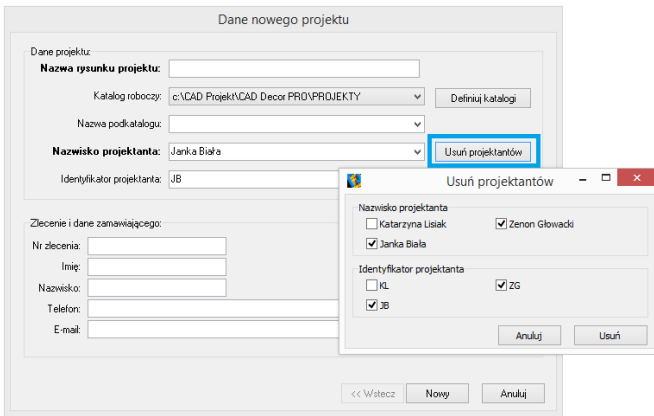 Dane nowego projektu
Dane projektu:
Nazwa rysunku projektu:
Katalog roboczy: c:\CAD Projekt\CAD Decor PRO\PROJEKTY Definiuj katalogi
Nazwa podkatalogu:
Nazwisko projektanta: Janka Biała Usuń projektantów
Identyfikator projektanta: JB
Usuń projektantów
Nazwisko projektanta
Katarzyna Lisiak Zenon Głowacki
Janka Biała
Identyfikator projektanta
KL ZG
JB
Anuluj Usuń
Zlecenie i dane zamawiającego:
Nr zlecenia:
Imię:
Nazwisko:
Telefon:
E-mail:
<< Wstecz Nowy Anuluj